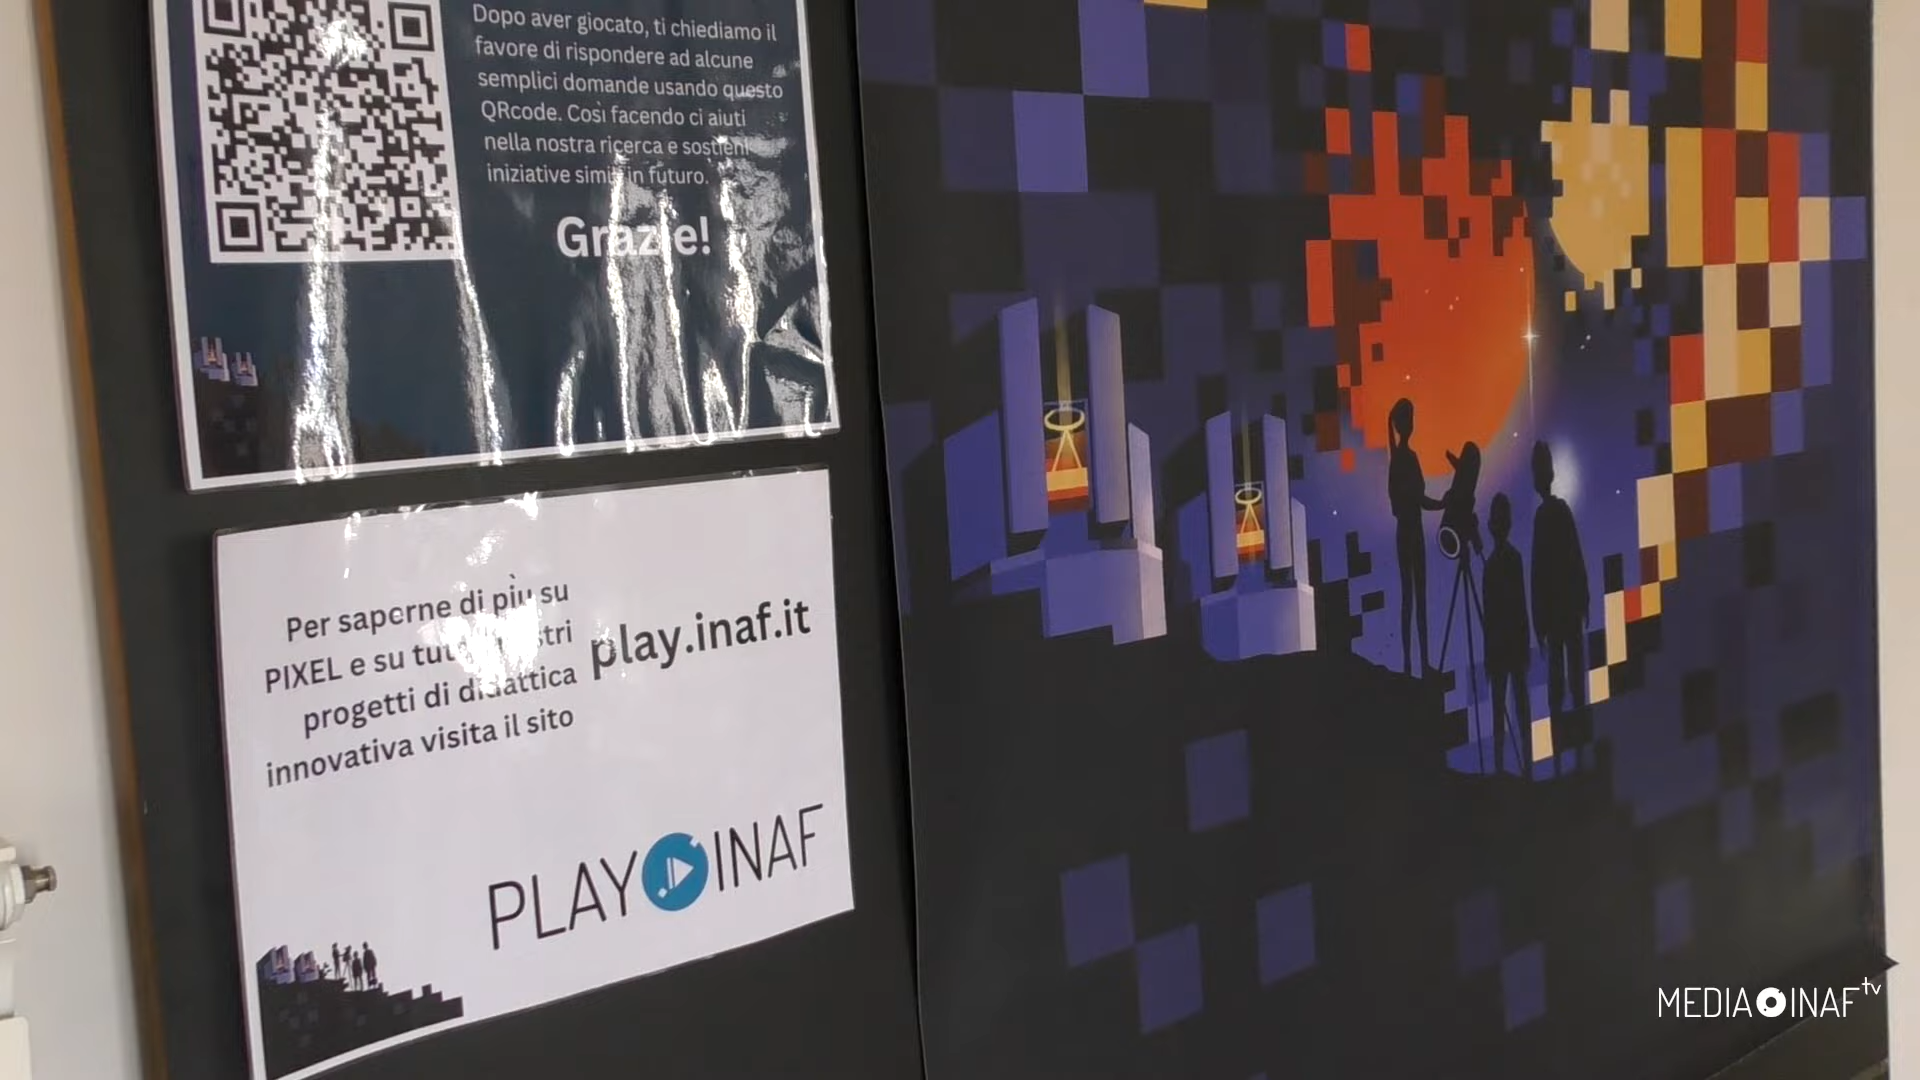 Dopo aver giocato, ti chiediamo il
favore di rispondere ad alcune
semplici domande usando questo
QRcode. Così facendo ci aiuti
nella nostra ricerca e sostieni
iniziative simili in futuro.
Grazie!
Per saperne di più su
PIXEL e su tutti
progetti di didattica
innovativa visita il sito
play.inaf.it
PLAY INAF
MEDIA INAF tv